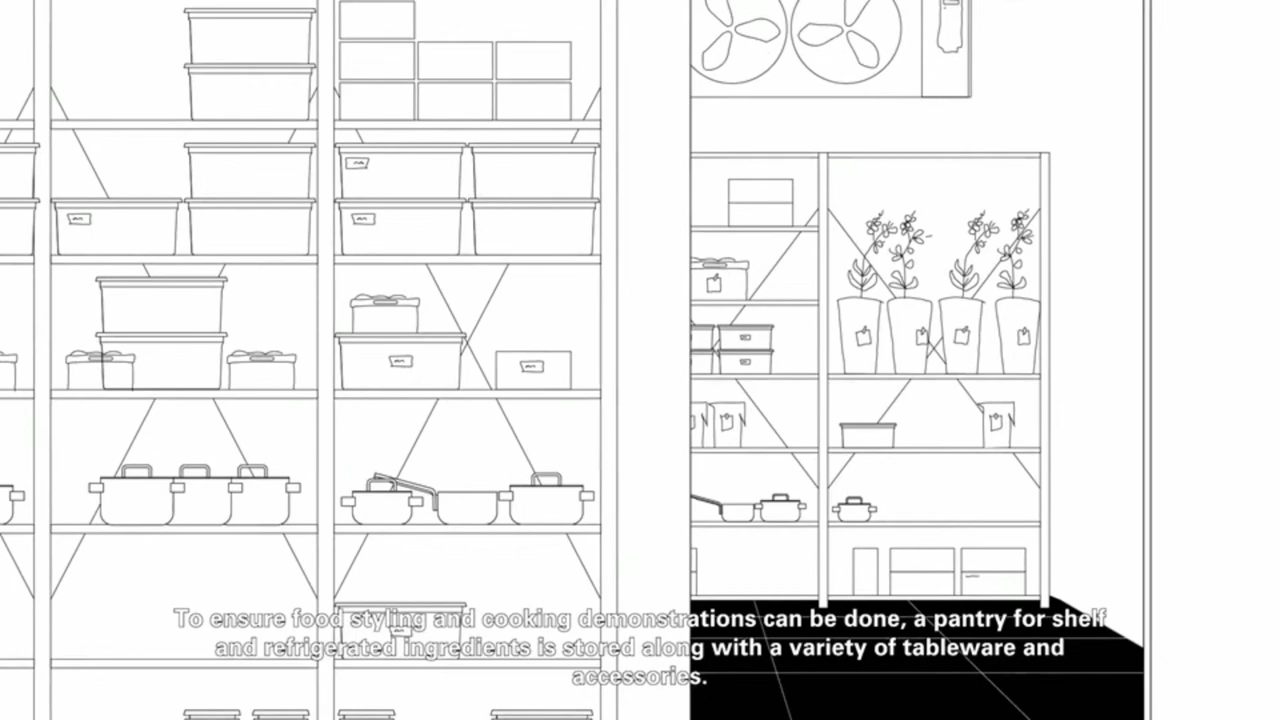 To ensure food styling and cooking demonstrations can be done, a pantry for shelf
and refrigerated ingredients is stored along with a variety of tableware and
accessories.